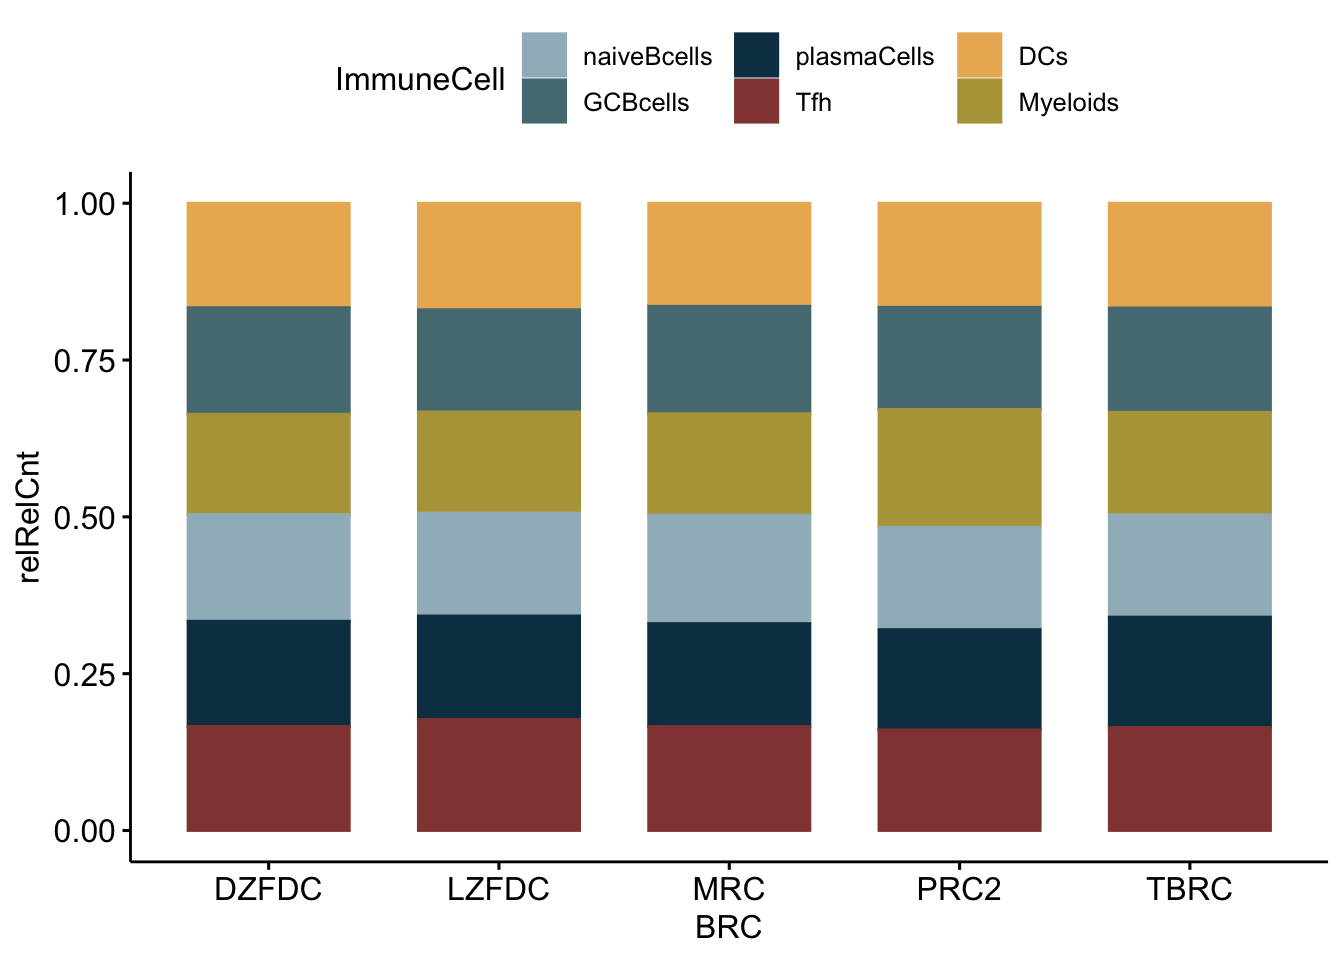 ImmuneCell
naiveBcells plasmaCells DCs
GCBcells Tfh Myeloids
relRelCnt
1.00
0.75
0.50
0.25
0.00
DZFDC LZFDC MRC PRC2 TBRC
BRC